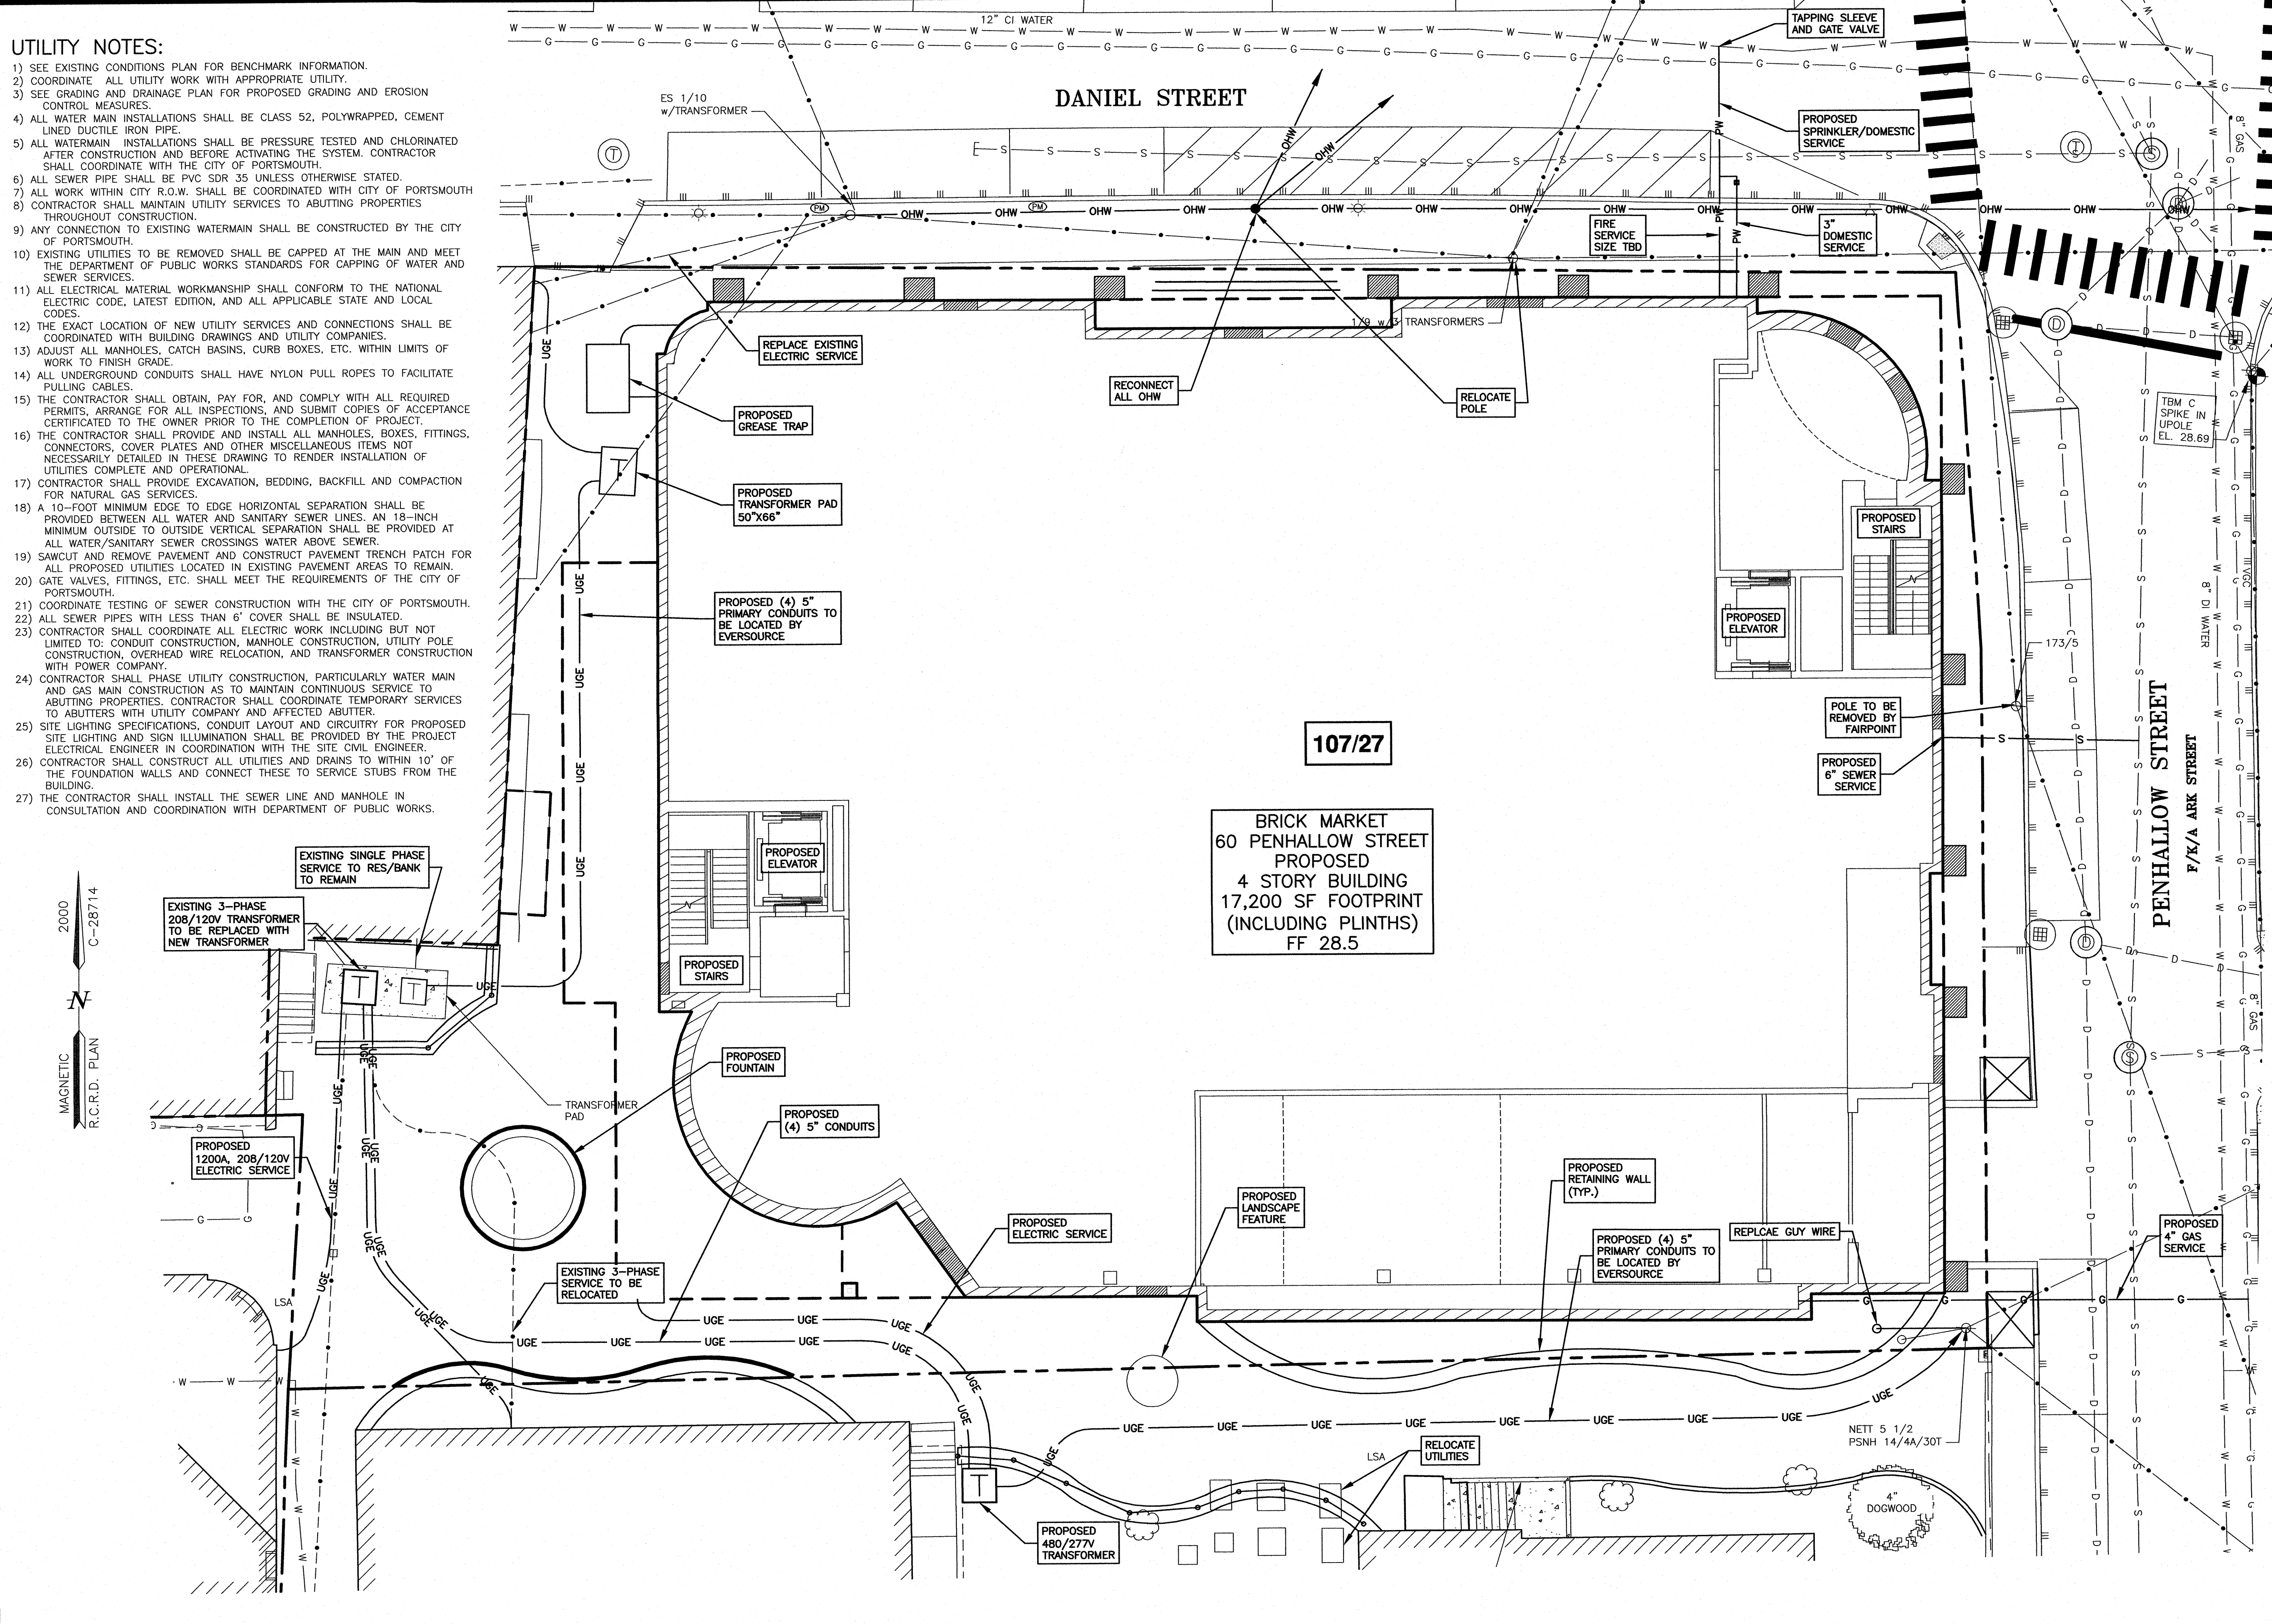 UTILITY NOTES:
1) SEE EXISTING CONDITIONS PLAN FOR BENCHMARK INFORMATION.
2) COORDINATE ALL UTILITY WORK WITH APPROPRIATE UTILITY.
3) SEE GRADING AND DRAINAGE PLAN FOR PROPOSED GRADING AND EROSION
CONTROL MEASURES.
4) ALL WATER MAIN INSTALLATIONS SHALL BE CLASS 52, POLYWRAPPED, CEMENT
LINED DUCTILE IRON PIPE.
5) ALL WATERMAIN INSTALLATIONS SHALL BE PRESSURE TESTED AND CHLORINATED
AFTER CONSTRUCTION AND BEFORE ACTIVATING THE SYSTEM. CONTRACTOR
SHALL COORDINATE WITH THE CITY OF PORTSMOUTH.
6) ALL SEWER PIPE SHALL BE PVC SDR 35 UNLESS OTHERWISE STATED.
7) ALL WORK WITHIN CITY R.O.W. SHALL BE COORDINATED WITH CITY OF PORTSMOUTH
8) CONTRACTOR SHALL MAINTAIN UTILITY SERVICES TO ABUTTING PROPERTIES
THROUGHOUT CONSTRUCTION.
9) ANY CONNECTION TO EXISTING WATERMAIN SHALL BE CONSTRUCTED BY THE CITY
OF PORTSMOUTH.
10) EXISTING UTILITIES TO BE REMOVED SHALL BE CAPPED AT THE MAIN AND MEET
THE DEPARTMENT OF PUBLIC WORKS STANDARDS FOR CAPPING OF WATER AND
SEWER SERVICES.
11) ALL ELECTRICAL MATERIAL WORKMANSHIP SHALL CONFORM TO THE NATIONAL
ELECTRIC CODE, LATEST EDITION, AND ALL APPLICABLE STATE AND LOCAL
CODES.
12) THE EXACT LOCATION OF NEW UTILITY SERVICES AND CONNECTIONS SHALL BE
COORDINATED WITH BUILDING DRAWINGS AND UTILITY COMPANIES.
13) ADJUST ALL MANHOLES, CATCH BASINS, CURB BOXES, ETC. WITHIN LIMITS OF
WORK TO FINISH GRADE.
14) ALL UNDERGROUND CONDUITS SHALL HAVE NYLON PULL ROPES TO FACILITATE
PULLING CABLES.
15) THE CONTRACTOR SHALL OBTAIN, PAY FOR, AND COMPLY WITH ALL REQUIRED
PERMITS, ARRANGE FOR ALL INSPECTIONS, AND SUBMIT COPIES OF ACCEPTANCE
CERTIFICATED TO THE OWNER PRIOR TO THE COMPLETION OF PROJECT.
16) THE CONTRACTOR SHALL PROVIDE AND INSTALL ALL MANHOLES, BOXES, FITTINGS,
CONNECTORS, COVER PLATES AND OTHER MISCELLANEOUS ITEMS NOT
NECESSARILY DETAILED IN THESE DRAWING TO RENDER INSTALLATION OF
UTILITIES COMPLETE AND OPERATIONAL.
17) CONTRACTOR SHALL PROVIDE EXCAVATION, BEDDING, BACKFILL AND COMPACTION
FOR NATURAL GAS SERVICES.
18) A 10-FOOT MINIMUM EDGE TO EDGE HORIZONTAL SEPARATION SHALL BE
PROVIDED BETWEEN ALL WATER AND SANITARY SEWER LINES. AN 18-INCH
MINIMUM OUTSIDE TO OUTSIDE VERTICAL SEPARATION SHALL BE PROVIDED AT
ALL WATER/SANITARY SEWER CROSSINGS WATER ABOVE SEWER.
19) SAWCUT AND REMOVE PAVEMENT AND CONSTRUCT PAVEMENT TRENCH PATCH FOR
ALL PROPOSED UTILITIES LOCATED IN EXISTING PAVEMENT AREAS TO REMAIN.
20) GATE VALVES, FITTINGS, ETC. SHALL MEET THE REQUIREMENTS OF THE CITY OF
PORTSMOUTH.
21) COORDINATE TESTING OF SEWER CONSTRUCTION WITH THE CITY OF PORTSMOUTH.
22) ALL SEWER PIPES WITH LESS THAN 6' COVER SHALL BE INSULATED.
23) CONTRACTOR SHALL COORDINATE ALL ELECTRIC WORK INCLUDING BUT NOT
LIMITED TO: CONDUIT CONSTRUCTION, MANHOLE CONSTRUCTION, UTILITY POLE
CONSTRUCTION, OVERHEAD WIRE RELOCATION, AND TRANSFORMER CONSTRUCTION
WITH POWER COMPANY.
24) CONTRACTOR SHALL PHASE UTILITY CONSTRUCTION, PARTICULARLY WATER MAIN
AND GAS MAIN CONSTRUCTION AS TO MAINTAIN CONTINUOUS SERVICE TO
ABUTTING PROPERTIES. CONTRACTOR SHALL COORDINATE TEMPORARY SERVICES
TO ABUTTERS WITH UTILITY COMPANY AND AFFECTED ABUTTER.
25) SITE LIGHTING SPECIFICATIONS, CONDUIT LAYOUT AND CIRCUITRY FOR PROPOSED
SITE LIGHTING AND SIGN ILLUMINATION SHALL BE PROVIDED BY THE PROJECT
ELECTRICAL ENGINEER IN COORDINATION WITH THE SITE CIVIL ENGINEER.
26) CONTRACTOR SHALL CONSTRUCT ALL UTILITIES AND DRAINS TO WITHIN 10' OF
THE FOUNDATION WALLS AND CONNECT THESE TO SERVICE STUBS FROM THE
BUILDING.
27) THE CONTRACTOR SHALL INSTALL THE SEWER LINE AND MANHOLE IN
CONSULTATION AND COORDINATION WITH DEPARTMENT OF PUBLIC WORKS.
12" CI WATER
TAPPING SLEEVE
AND GATE VALVE
DANIEL STREET
ES 1/10
w/TRANSFORMER
PROPOSED
SPRINKLER/DOMESTIC
SERVICE
8" GAS
FIRE
SERVICE
SIZE TBD
3"
DOMESTIC
SERVICE
OHW
PW
PM
REPLACE EXISTING
ELECTRIC SERVICE
1/9 w/3 TRANSFORMERS
RECONNECT
ALL OHW
RELOCATE
POLE
PROPOSED
GREASE TRAP
TBM C
SPIKE IN
UPOLE
EL. 28.69
PROPOSED
TRANSFORMER PAD
50"X66"
PROPOSED
STAIRS
PROPOSED (4) 5"
PRIMARY CONDUITS TO
BE LOCATED BY
EVERSOURCE
PROPOSED
ELEVATOR
VGC
8" DI WATER
173/5
POLE TO BE
REMOVED BY
FAIRPOINT
107/27
PROPOSED
6" SEWER
SERVICE
PENHALLOW STREET
F/K/A ARK STREET
BRICK MARKET
60 PENHALLOW STREET
PROPOSED
4 STORY BUILDING
17,200 SF FOOTPRINT
(INCLUDING PLINTHS)
FF 28.5
PROPOSED
ELEVATOR
PROPOSED
STAIRS
EXISTING SINGLE PHASE
SERVICE TO RES/BANK
TO REMAIN
EXISTING 3-PHASE
208/120V TRANSFORMER
TO BE REPLACED WITH
NEW TRANSFORMER
2000
C-28714
N
MAGNETIC
R.C.R.D. PLAN
UGE
8" GAS
PROPOSED
FOUNTAIN
TRANSFORMER
PAD
PROPOSED
(4) 5" CONDUITS
PROPOSED
1200A, 208/120V
ELECTRIC SERVICE
PROPOSED
RETAINING WALL
(TYP.)
PROPOSED
LANDSCAPE
FEATURE
PROPOSED
ELECTRIC SERVICE
PROPOSED (4) 5"
PRIMARY CONDUITS TO
BE LOCATED BY
EVERSOURCE
REPLCAE GUY WIRE
PROPOSED
4" GAS
SERVICE
EXISTING 3-PHASE
SERVICE TO BE
RELOCATED
LSA
NETT 5 1/2
PSNH 14/4A/30T
LSA
RELOCATE
UTILITIES
4"
DOGWOOD
PROPOSED
480/277V
TRANSFORMER